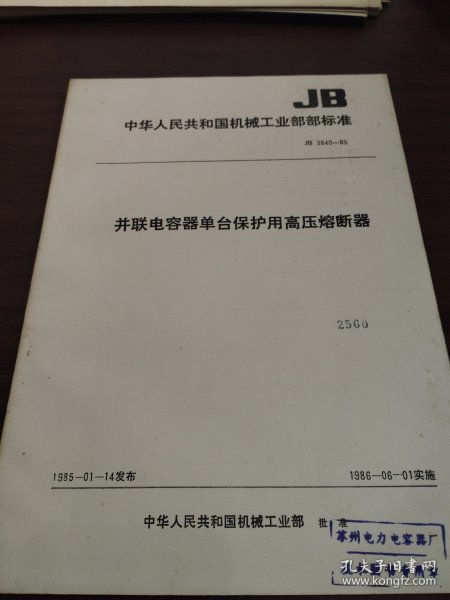 JB
中华人民共和国机械工业部部标准
JB 3840—85
并联电容器单台保护用高压熔断器
2560
1985—01—14发布
1986—06—01实施
中华人民共和国机械工业部 批 准
苏州电力电容器厂
孔夫子旧书网